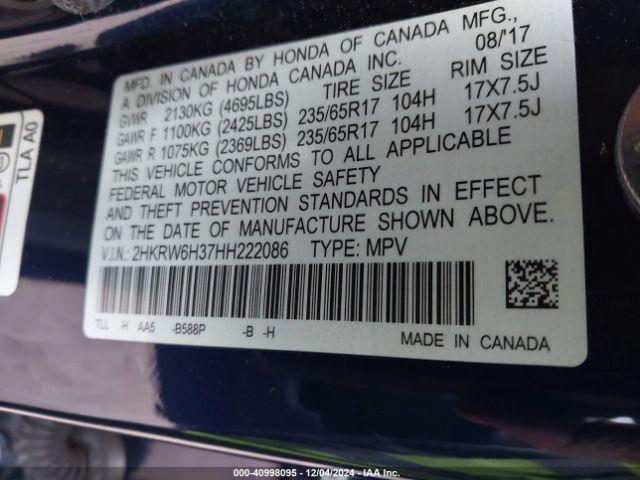 MFD. IN CANADA BY HONDA OF CANADA MFG.,
A DIVISION OF HONDA CANADA INC. 08/'17
GVWR 2130KG (4695LBS) TIRE SIZE RIM SIZE
GAWR F 1100KG (2425LBS) 235/65R17 104H 17X7.5J
GAWR R 1075KG (2369LBS) 235/65R17 104H 17X7.5J
THIS VEHICLE CONFORMS TO ALL APPLICABLE
FEDERAL MOTOR VEHICLE SAFETY
AND THEFT PREVENTION STANDARDS IN EFFECT
ON THE DATE OF MANUFACTURE SHOWN ABOVE.
V.I.N.: 2HKRW6H37HH222086 TYPE: MPV
TLL H AA5 -B588P -B -H
MADE IN CANADA
TLA A0
000-40998095 - 12/04/2024 - IAA Inc.